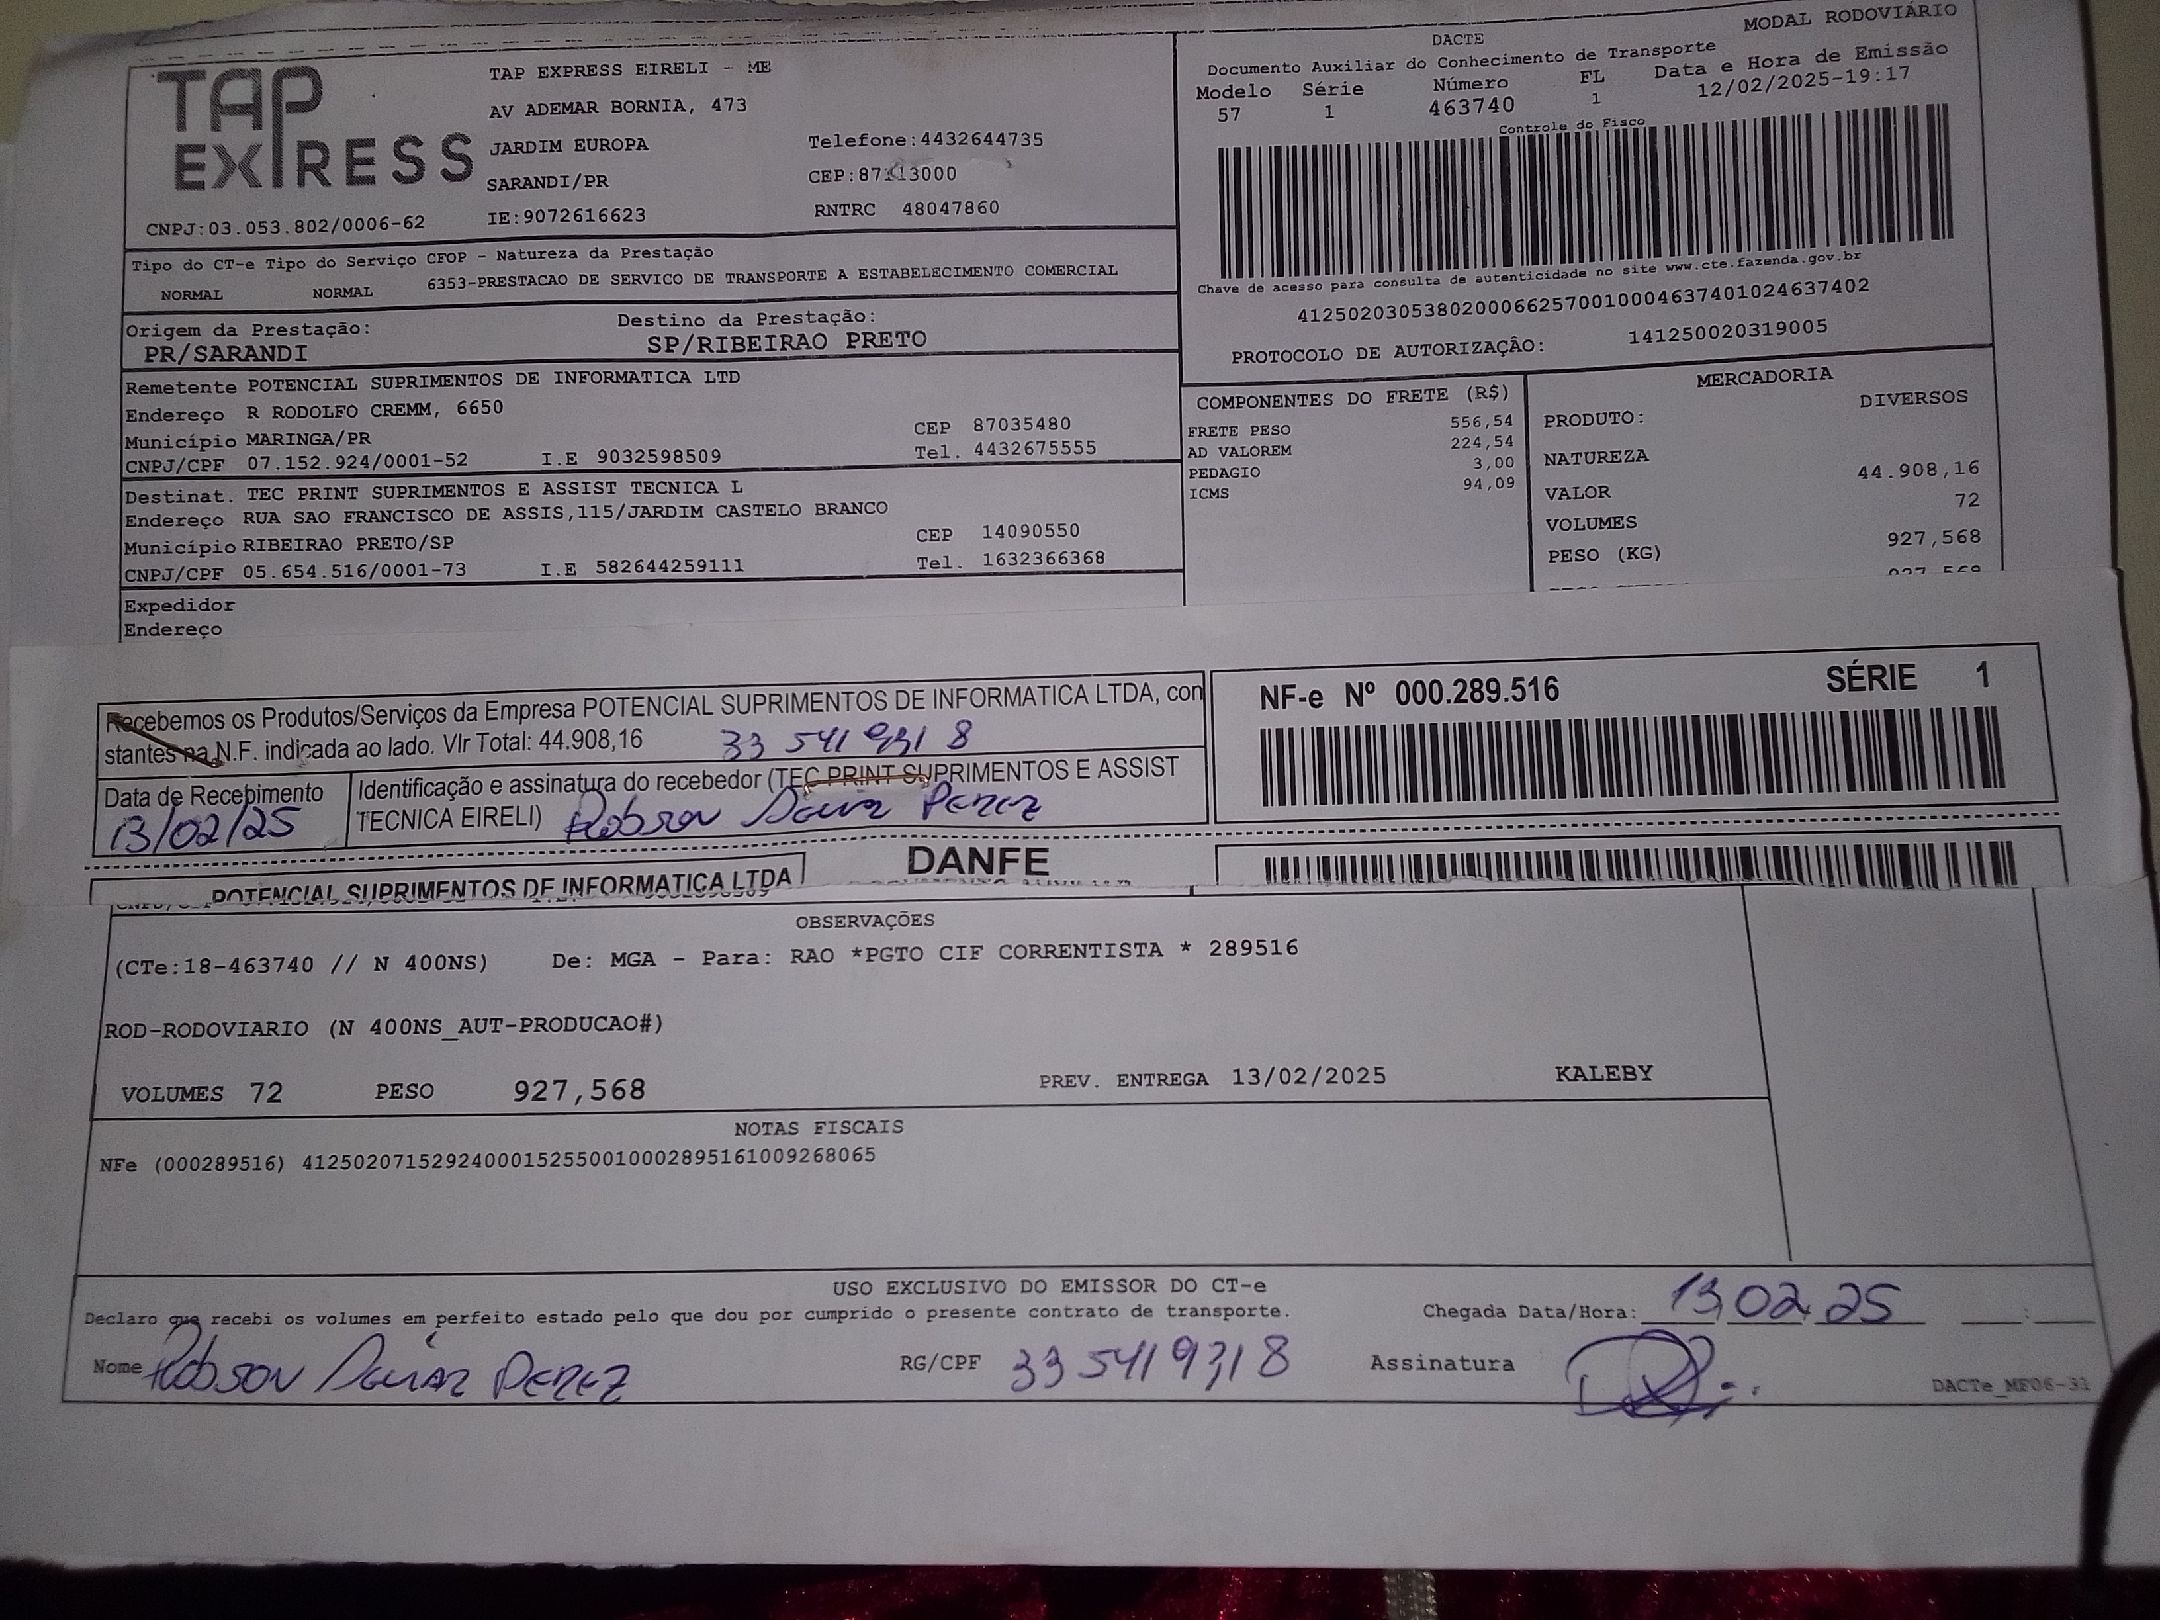 TAP EXPRESS
TAP EXPRESS EIRELI - ME
AV ADEMAR BORNIA, 473
JARDIM EUROPA Telefone:4432644735
SARANDI/PR CEP:87113000
CNPJ:03.053.802/0006-62 IE:9072616623 RNTRC 48047860
MODAL RODOVIÁRIO
DACTE
Documento Auxiliar do Conhecimento de Transporte
Modelo Série Número FL Data e Hora de Emissão
57 1 463740 1 12/02/2025-19:17
Controle do Fisco
Chave de acesso para consulta de autenticidade no site www.cte.fazenda.gov.br
41250203053802000662570010004637401024637402
PROTOCOLO DE AUTORIZAÇÃO: 141250020319005
Tipo do CT-e Tipo do Serviço CFOP - Natureza da Prestação
NORMAL NORMAL 6353-PRESTACAO DE SERVICO DE TRANSPORTE A ESTABELECIMENTO COMERCIAL
Origem da Prestação: Destino da Prestação:
PR/SARANDI SP/RIBEIRAO PRETO
Remetente POTENCIAL SUPRIMENTOS DE INFORMATICA LTD
Endereço R RODOLFO CREMM, 6650
Município MARINGA/PR CEP 87035480
CNPJ/CPF 07.152.924/0001-52 I.E 9032598509 Tel. 4432675555
Destinat. TEC PRINT SUPRIMENTOS E ASSIST TECNICA L
Endereço RUA SAO FRANCISCO DE ASSIS,115/JARDIM CASTELO BRANCO
Município RIBEIRAO PRETO/SP CEP 14090550
CNPJ/CPF 05.654.516/0001-73 I.E 582644259111 Tel. 1632366368
Expedidor
Endereço
COMPONENTES DO FRETE (R$)
FRETE PESO 556,54
AD VALOREM 224,54
PEDAGIO 3,00
ICMS 94,09
MERCADORIA
PRODUTO: DIVERSOS
NATUREZA
VALOR 44.908,16
VOLUMES 72
PESO (KG) 927,568
Recebemos os Produtos/Serviços da Empresa POTENCIAL SUPRIMENTOS DE INFORMATICA LTDA, con
stantes na N.F. indicada ao lado. Vlr Total: 44.908,16 33 5419318
Data de Recebimento Identificação e assinatura do recebedor (TEC PRINT SUPRIMENTOS E ASSIST
13/02/25 TECNICA EIRELI) Robson Perez
NF-e Nº 000.289.516 SÉRIE 1
POTENCIAL SUPRIMENTOS DE INFORMATICA LTDA DANFE
OBSERVAÇÕES
(CTe:18-463740 // N 400NS) De: MGA - Para: RAO *PGTO CIF CORRENTISTA * 289516
ROD-RODOVIARIO (N 400NS_AUT-PRODUCAO#)
VOLUMES 72 PESO 927,568 PREV. ENTREGA 13/02/2025 KALEBY
NOTAS FISCAIS
NFe (000289516) 41250207152924000152550010002895161009268065
USO EXCLUSIVO DO EMISSOR DO CT-e
Declaro que recebi os volumes em perfeito estado pelo que dou por cumprido o presente contrato de transporte. Chegada Data/Hora: 13 02 25 :
Nome Robson Perez RG/CPF 33 5419318 Assinatura
DACTe_MF06-31